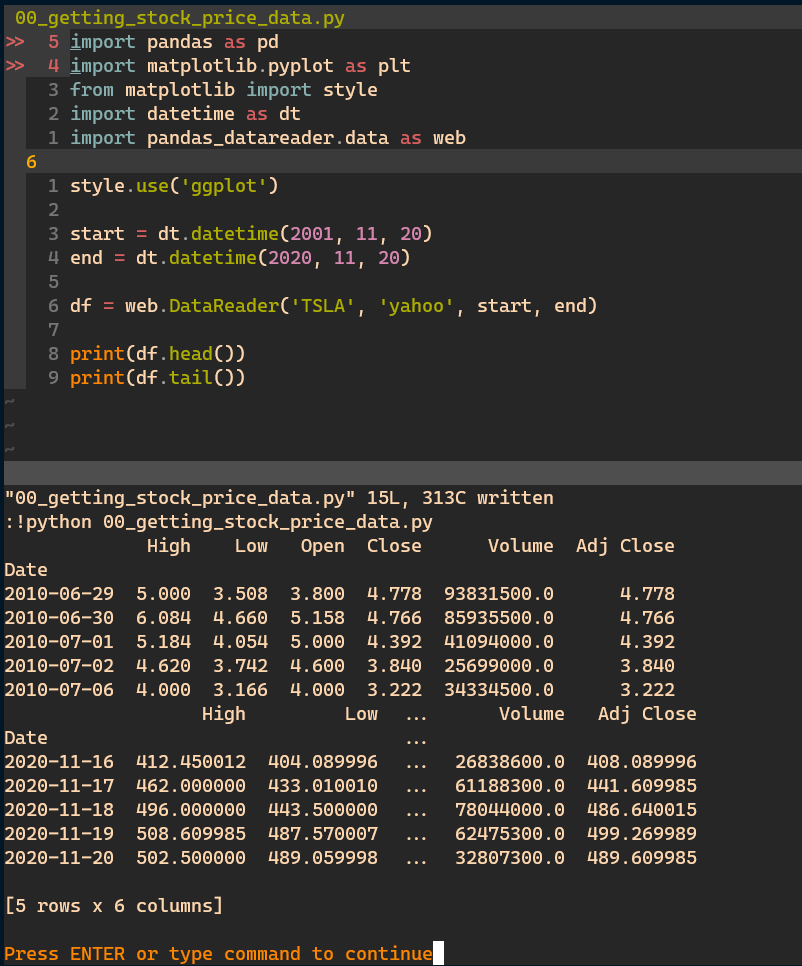 00_getting_stock_price_data.py
>>  5 import pandas as pd
>>  4 import matplotlib.pyplot as plt
    3 from matplotlib import style
    2 import datetime as dt
    1 import pandas_datareader.data as web
  6
    1 style.use('ggplot')
    2
    3 start = dt.datetime(2001, 11, 20)
    4 end = dt.datetime(2020, 11, 20)
    5
    6 df = web.DataReader('TSLA', 'yahoo', start, end)
    7
    8 print(df.head())
    9 print(df.tail())
~
~
~
"00_getting_stock_price_data.py" 15L, 313C written
:!python 00_getting_stock_price_data.py
             High    Low   Open  Close      Volume  Adj Close
Date
2010-06-29  5.000  3.508  3.800  4.778  93831500.0      4.778
2010-06-30  6.084  4.660  5.158  4.766  85935500.0      4.766
2010-07-01  5.184  4.054  5.000  4.392  41094000.0      4.392
2010-07-02  4.620  3.742  4.600  3.840  25699000.0      3.840
2010-07-06  4.000  3.166  4.000  3.222  34334500.0      3.222
                  High         Low  ...      Volume   Adj Close
Date                                ...
2020-11-16  412.450012  404.089996  ...  26838600.0  408.089996
2020-11-17  462.000000  433.010010  ...  61188300.0  441.609985
2020-11-18  496.000000  443.500000  ...  78044000.0  486.640015
2020-11-19  508.609985  487.570007  ...  62475300.0  499.269989
2020-11-20  502.500000  489.059998  ...  32807300.0  489.609985
[5 rows x 6 columns]
Press ENTER or type command to continue